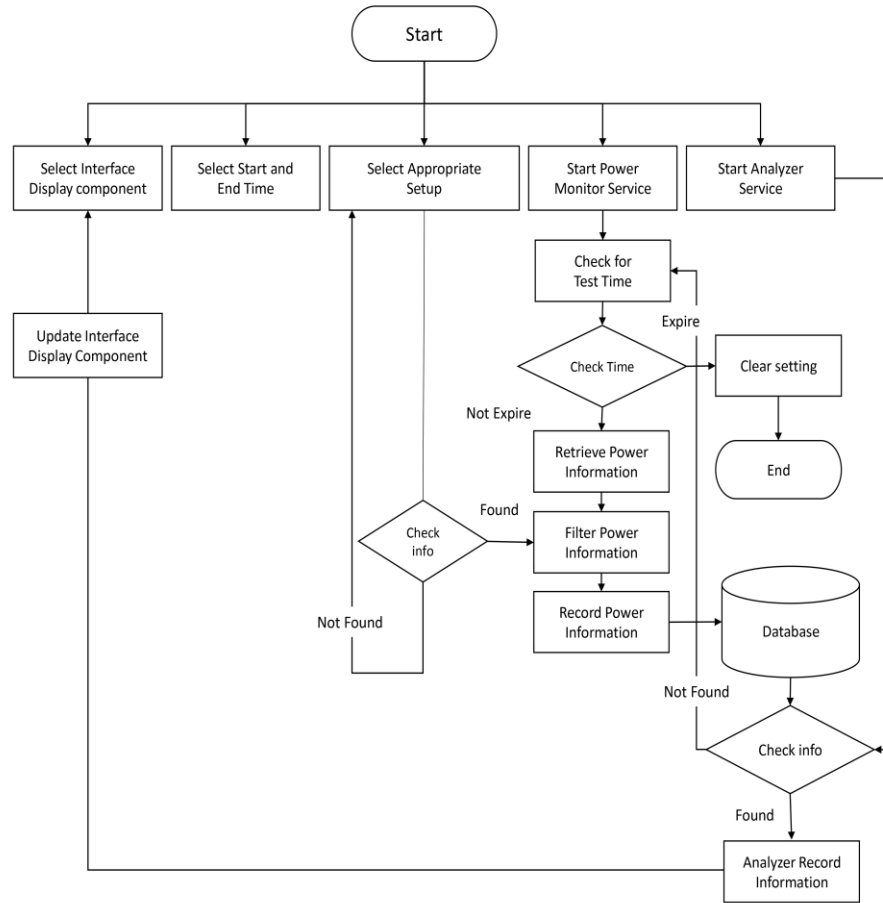 Start
Select Interface
Display component
Select Start and
End Time
Select Appropriate
Setup
Start Power
Monitor Service
Start Analyzer
Service
Check for
Test Time
Expire
Update Interface
Display Component
Check Time
Clear setting
Not Expire
Retrieve Power
Information
End
Found
Check
info
Filter Power
Information
Not Found
Record Power
Information
Database
Not Found
Check info
Found
Analyzer Record
Information